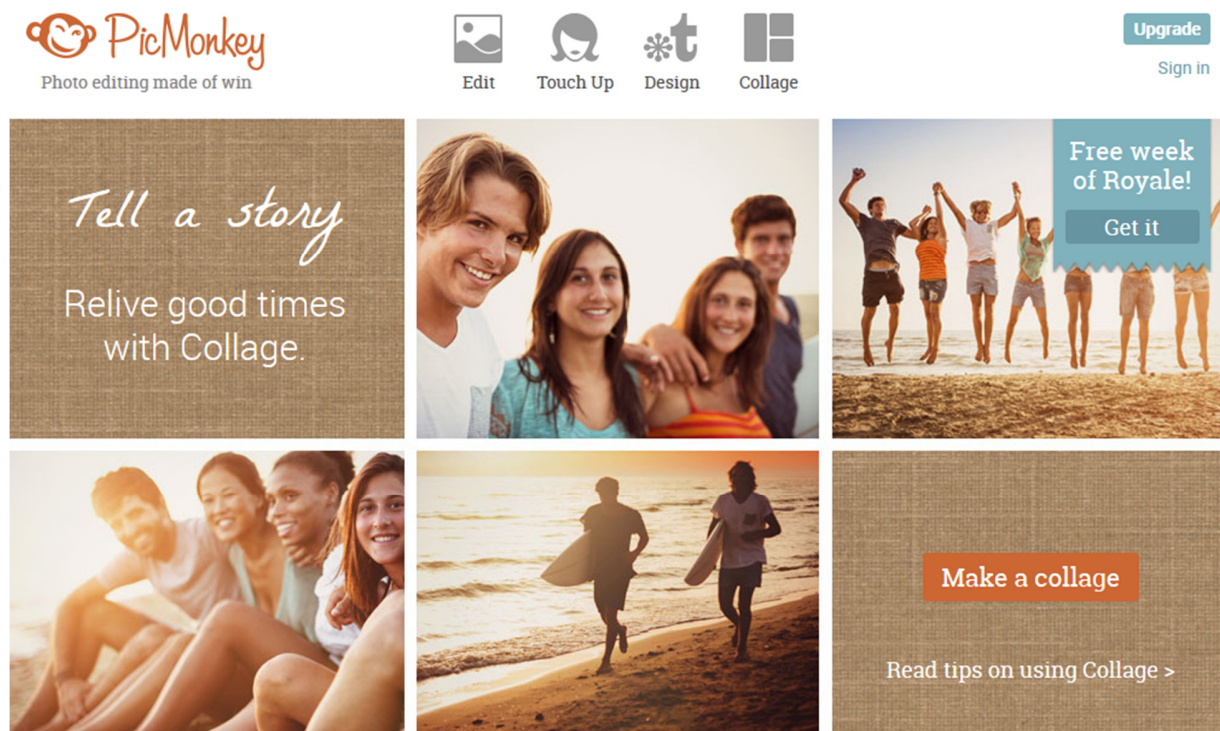 PicMonkey
Photo editing made of win
Edit
Touch Up
t
Design
Collage
Upgrade
Sign in
Tell a story
Relive good times
with Collage.
Free week
of Royale!
Get it
Make a collage
Read tips on using Collage >